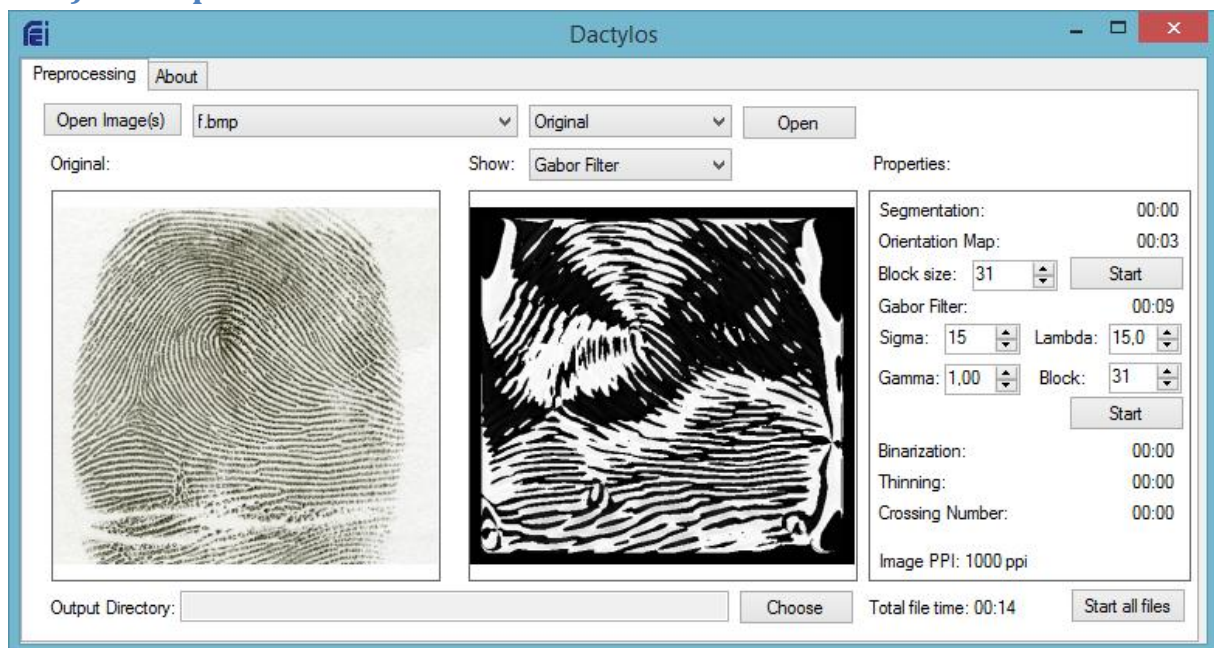 FEi Dactylos
Preprocessing About
Open Image(s) f.bmp Original Open
Original: Show: Gabor Filter Properties:
Segmentation: 00:00
Orientation Map: 00:03
Block size: 31 Start
Gabor Filter: 00:09
Sigma: 15 Lambda: 15,0
Gamma: 1,00 Block: 31
Start
Binarization: 00:00
Thinning: 00:00
Crossing Number: 00:00
Image PPI: 1000 ppi
Output Directory: Choose Total file time: 00:14 Start all files